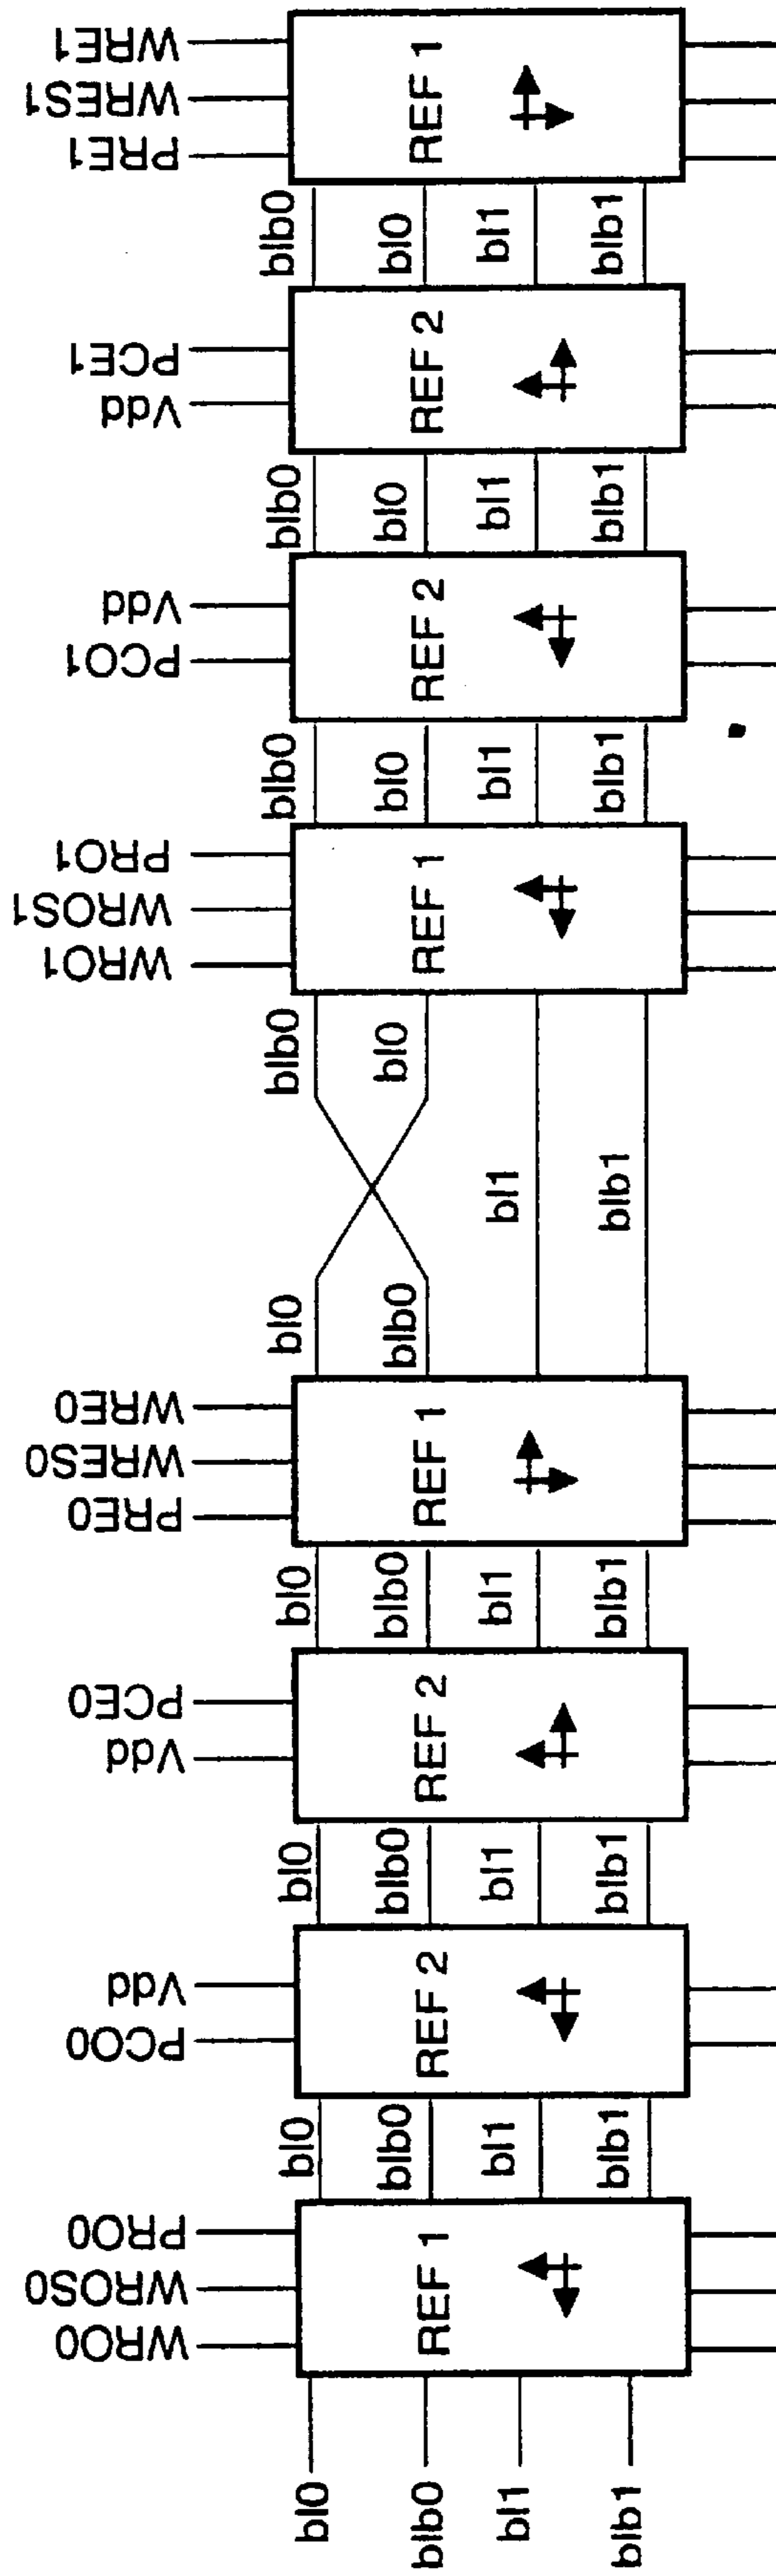 WRE1
WRES1
PRE1
REF 1
blb0
bl0
bl1
blb1
PCE1
Vdd
REF 2
blb0
bl0
bl1
blb1
Vdd
PCO1
REF 2
blb0
bl0
bl1
blb1
PRO1
WROS1
WRO1
REF 1
blb0
bl0
bl1
blb1
bl0
blb0
WRE0
WRES0
PRE0
REF 1
bl0
blb0
bl1
blb1
PCE0
Vdd
REF 2
bl0
blb0
bl1
blb1
Vdd
PCO0
REF 2
bl0
blb0
bl1
blb1
PRO0
WROS0
WRO0
REF 1
bl0
blb0
bl1
blb1